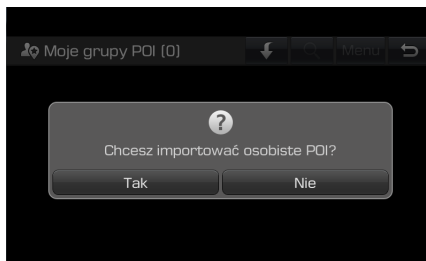 Moje grupy POI (0)
Menu
?
Chcesz importować osobiste POI?
Tak
Nie